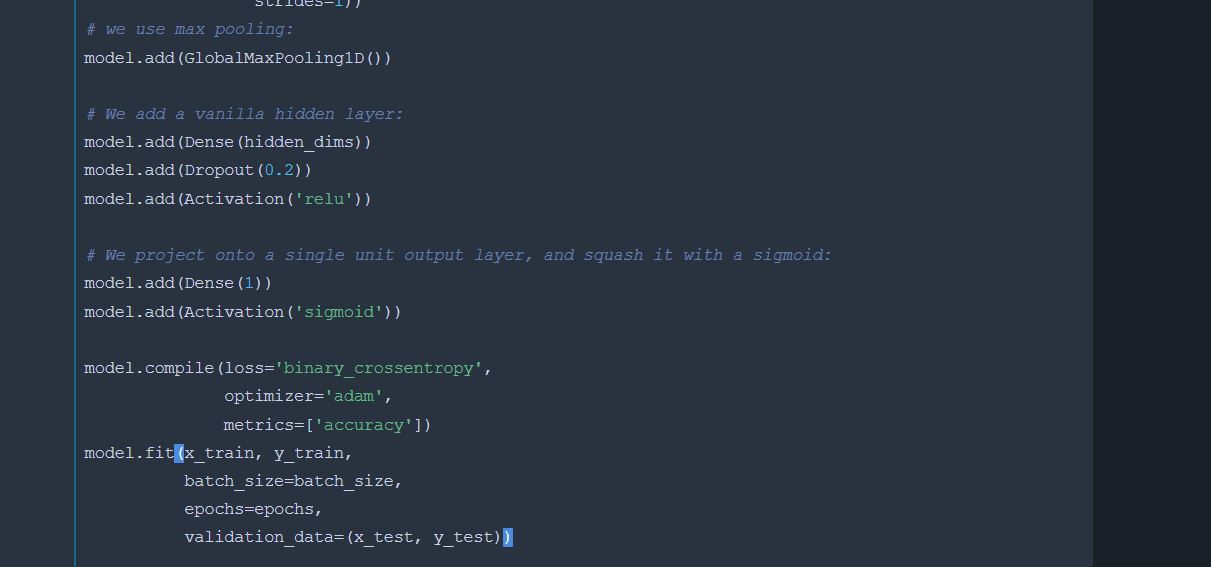 strides=1))
# we use max pooling:
model.add(GlobalMaxPooling1D())
# We add a vanilla hidden layer:
model.add(Dense(hidden_dims))
model.add(Dropout(0.2))
model.add(Activation('relu'))
# We project onto a single unit output layer, and squash it with a sigmoid:
model.add(Dense(1))
model.add(Activation('sigmoid'))
model.compile(loss='binary_crossentropy',
optimizer='adam',
metrics=['accuracy'])
model.fit(x_train, y_train,
batch_size=batch_size,
epochs=epochs,
validation_data=(x_test, y_test))